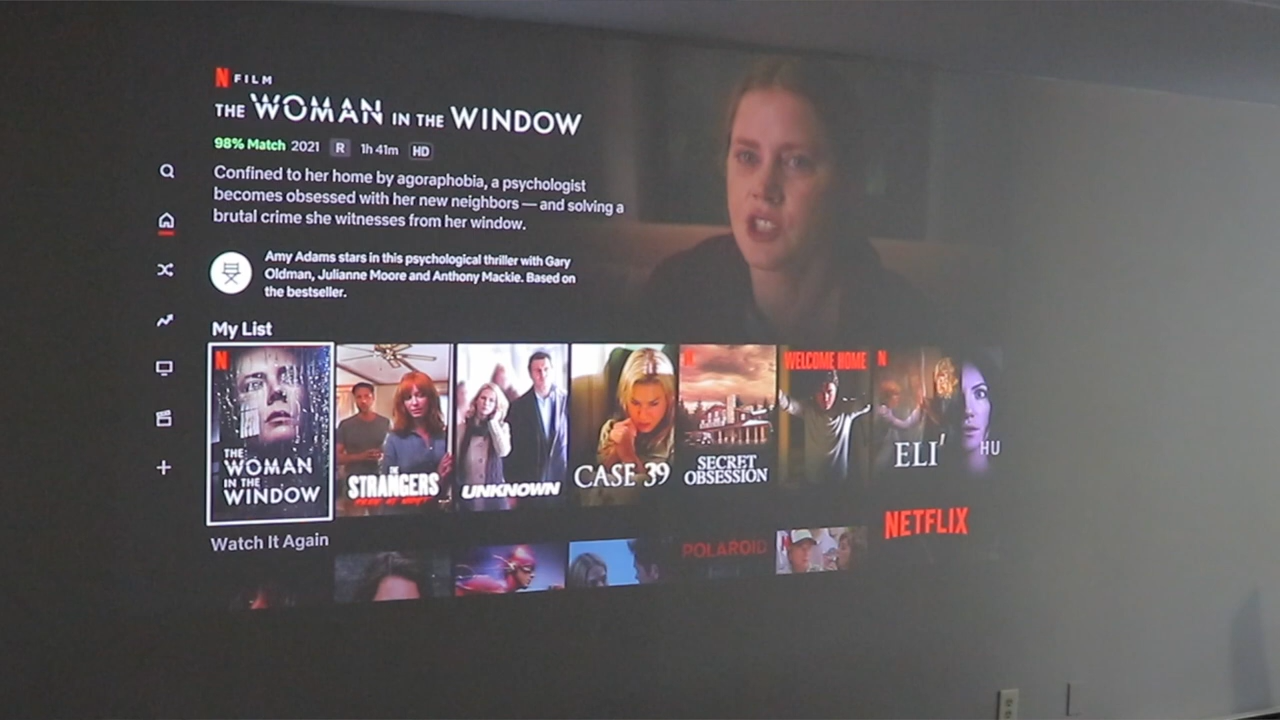 N FILM
THE WOMAN IN THE WINDOW
98% Match 2021 R 1h 41m HD
Confined to her home by agoraphobia, a psychologist
becomes obsessed with her new neighbors — and solving a
brutal crime she witnesses from her window.
Amy Adams stars in this psychological thriller with Gary
Oldman, Julianne Moore and Anthony Mackie. Based on
the bestseller.
My List
N
THE
WOMAN
IN THE
WINDOW
THE
STRANGERS
UNKNOWN
CASE 39
N
SECRET
OBSESSION
WELCOME HOME
N
ELI
HU
NETFLIX
Watch It Again
POLAROID
N